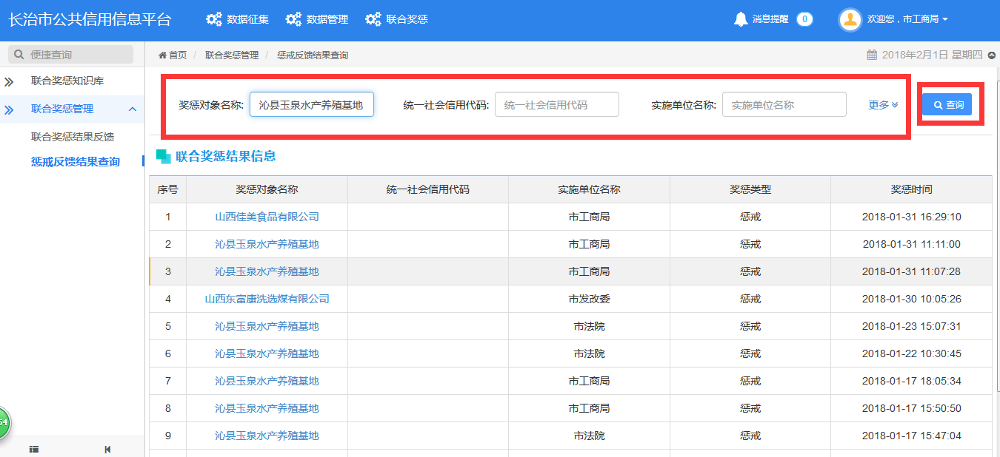 长治市公共信用信息平台 数据征集 数据管理 联合奖惩 消息提醒 0 欢迎您，市工商局
便捷查询 首页 / 联合奖惩管理 / 惩戒反馈结果查询 2018年2月1日 星期四
联合奖惩知识库
联合奖惩管理
联合奖惩结果反馈
惩戒反馈结果查询
奖惩对象名称: 沁县玉泉水产养殖基地 统一社会信用代码: 统一社会信用代码 实施单位名称: 实施单位名称 更多 查询
联合奖惩结果信息
序号 奖惩对象名称 统一社会信用代码 实施单位名称 奖惩类型 奖惩时间
1 山西佳美食品有限公司 市工商局 惩戒 2018-01-31 16:29:10
2 沁县玉泉水产养殖基地 市工商局 惩戒 2018-01-31 11:11:00
3 沁县玉泉水产养殖基地 市工商局 惩戒 2018-01-31 11:07:28
4 山西东富康洗选煤有限公司 市发改委 惩戒 2018-01-30 10:05:26
5 沁县玉泉水产养殖基地 市法院 惩戒 2018-01-23 15:07:31
6 沁县玉泉水产养殖基地 市法院 惩戒 2018-01-22 10:30:45
7 沁县玉泉水产养殖基地 市工商局 惩戒 2018-01-17 18:05:34
8 沁县玉泉水产养殖基地 市工商局 惩戒 2018-01-17 15:50:50
9 沁县玉泉水产养殖基地 市法院 惩戒 2018-01-17 15:47:04